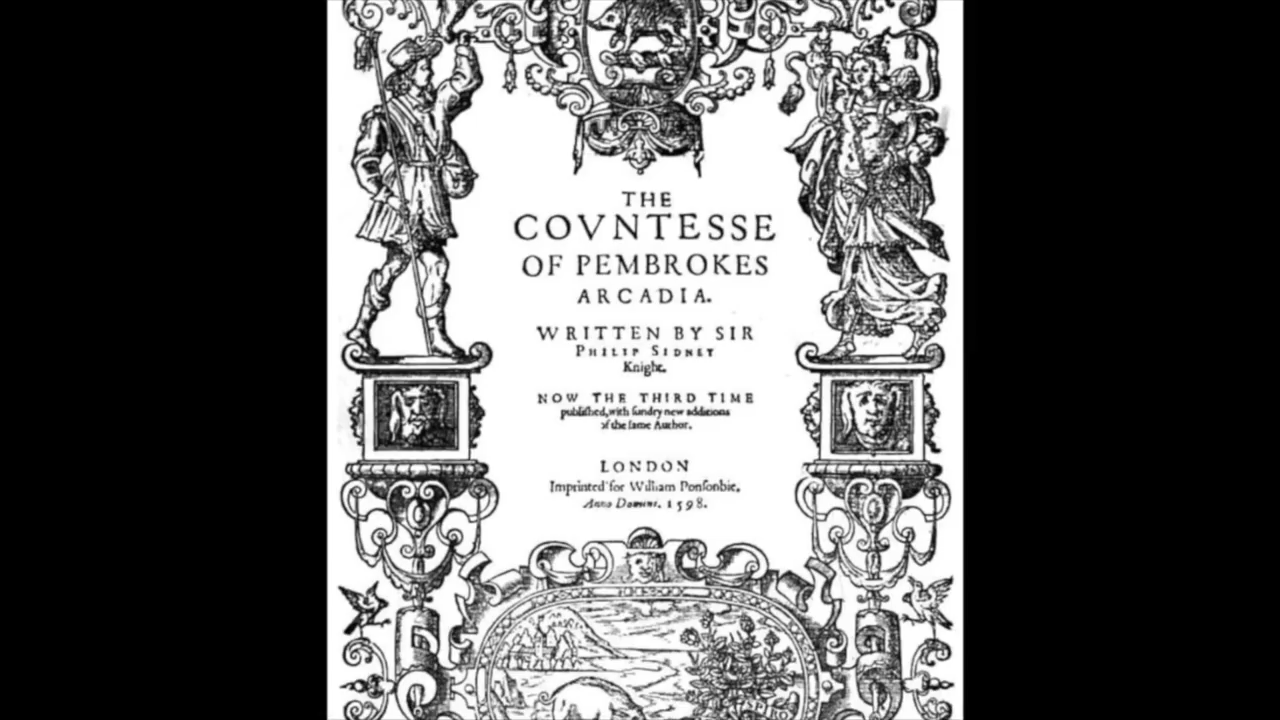 THE
COVNTESSE
OF PEMBROKES
ARCADIA.
WRITTEN BY SIR
PHILIP SIDNEY
Knight.
NOW THE THIRD TIME
publiſhed, with ſundry new additions
of the ſame Author.
LONDON
Imprinted for William Ponſonbie.
Anno Domini. 1598.
SPIRO